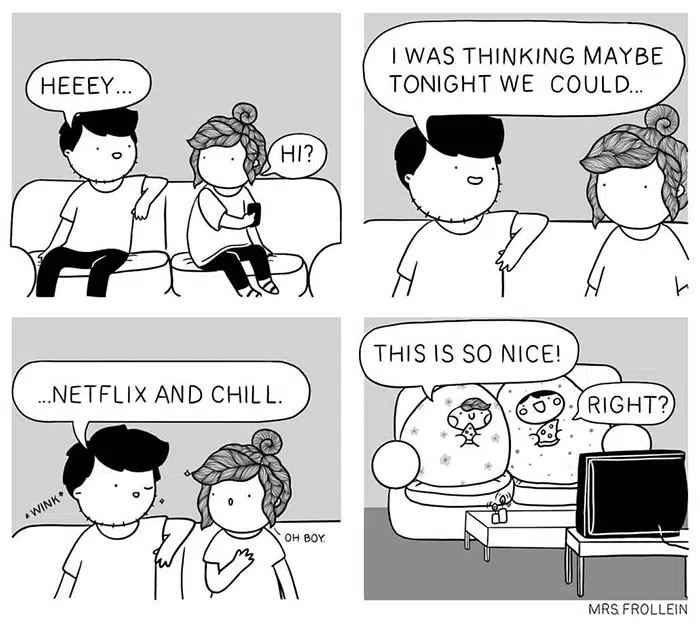 HEEEY...
HI?
I WAS THINKING MAYBE
TONIGHT WE COULD...
...NETFLIX AND CHILL.
*WINK*
OH BOY.
THIS IS SO NICE!
RIGHT?
MRS. FROLLEIN